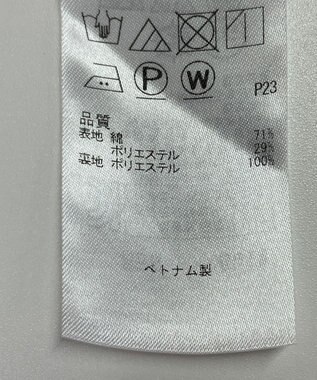 P W P23
品質
表地 綿 71%
ポリエステル 29%
裏地 ポリエステル 100%
ベトナム製